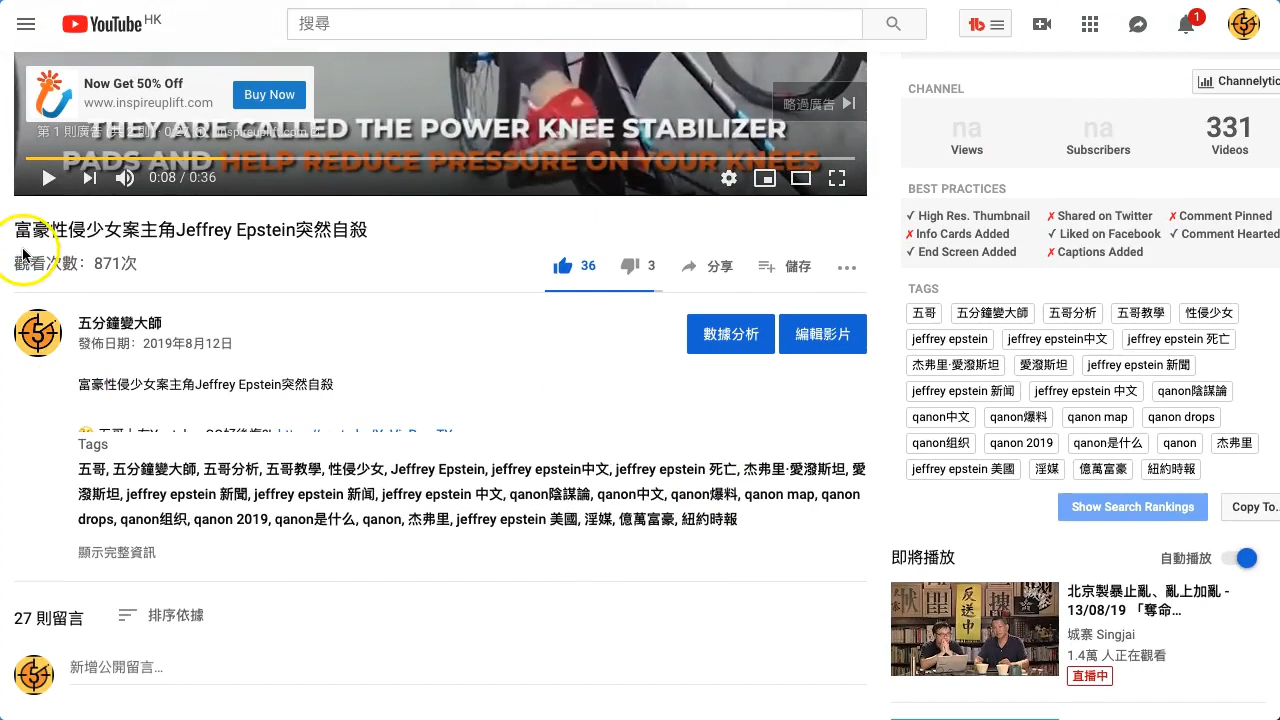 YouTube HK
搜尋
1
Now Get 50% Off
www.inspireuplift.com
Buy Now
略過廣告
THEY ARE CALLED THE POWER KNEE STABILIZER
PADS AND HELP REDUCE PRESSURE ON YOUR KNEES
0:08 / 0:36
富豪性侵少女案主角Jeffrey Epstein突然自殺
觀看次數：871次
36
3
分享
儲存
五分鐘變大師
發佈日期：2019年8月12日
數據分析
編輯影片
富豪性侵少女案主角Jeffrey Epstein突然自殺
Tags
五哥, 五分鐘變大師, 五哥分析, 五哥教學, 性侵少女, Jeffrey Epstein, jeffrey epstein中文, jeffrey epstein 死亡, 杰弗里·愛潑斯坦, 愛
潑斯坦, jeffrey epstein 新聞, jeffrey epstein 新闻, jeffrey epstein 中文, qanon陰謀論, qanon中文, qanon爆料, qanon map, qanon
drops, qanon组织, qanon 2019, qanon是什么, qanon, 杰弗里, jeffrey epstein 美國, 淫媒, 億萬富豪, 紐約時報
顯示完整資訊
27 則留言
排序依據
新增公開留言…
CHANNEL
Channelytic
na
na
331
Views
Subscribers
Videos
BEST PRACTICES
✓ High Res. Thumbnail
✗ Shared on Twitter
✗ Comment Pinned
✗ Info Cards Added
✓ Liked on Facebook
✓ Comment Hearted
✓ End Screen Added
✗ Captions Added
TAGS
五哥
五分鐘變大師
五哥分析
五哥教學
性侵少女
jeffrey epstein
jeffrey epstein中文
jeffrey epstein 死亡
杰弗里·愛潑斯坦
愛潑斯坦
jeffrey epstein 新聞
jeffrey epstein 新闻
jeffrey epstein 中文
qanon陰謀論
qanon中文
qanon爆料
qanon map
qanon drops
qanon组织
qanon 2019
qanon是什么
qanon
杰弗里
jeffrey epstein 美國
淫媒
億萬富豪
紐約時報
Show Search Rankings
Copy To...
即將播放
自動播放
反送中
北京製暴止亂、亂上加亂 -
13/08/19 「奪命...
城寨 Singjai
1.4萬 人正在觀看
直播中